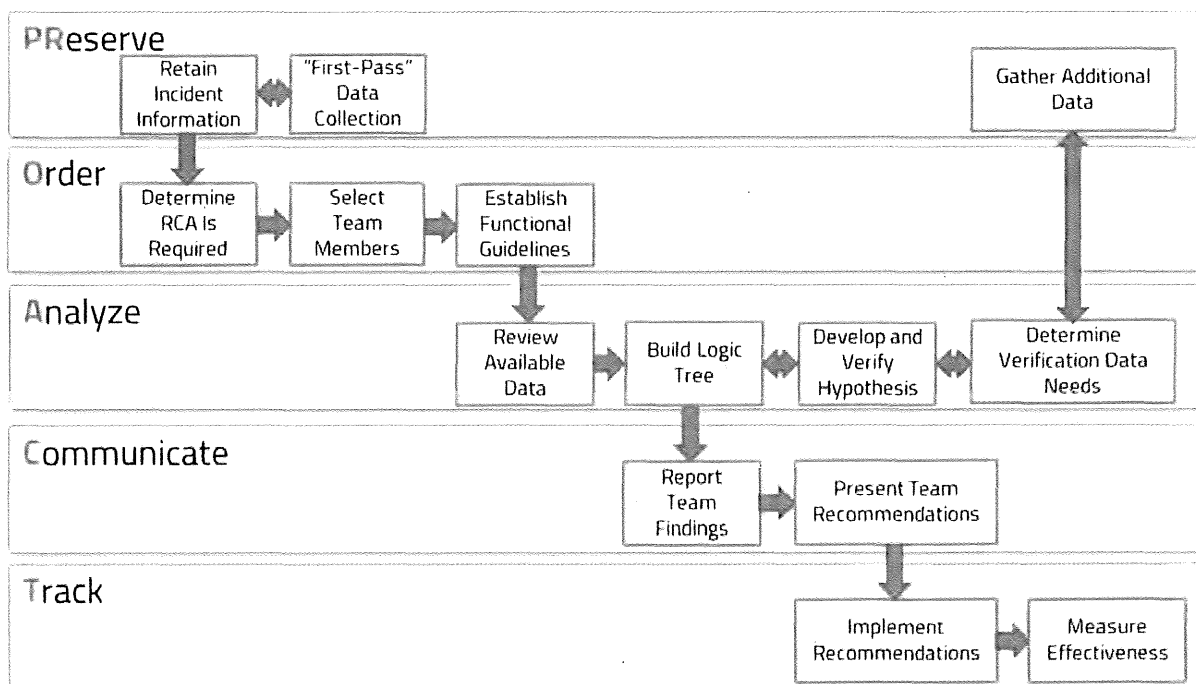 PReserve
Retain
Incident
Information
"First-Pass"
Data
Collection
Gather Additional
Data
Order
Determine
RCA Is
Required
Select
Team
Members
Establish
Functional
Guidelines
Analyze
Review
Available
Data
Build Logic
Tree
Develop and
Verify
Hypothesis
Determine
Verification Data
Needs
Communicate
Report
Team
Findings
Present Team
Recommendations
Track
Implement
Recommendations
Measure
Effectiveness